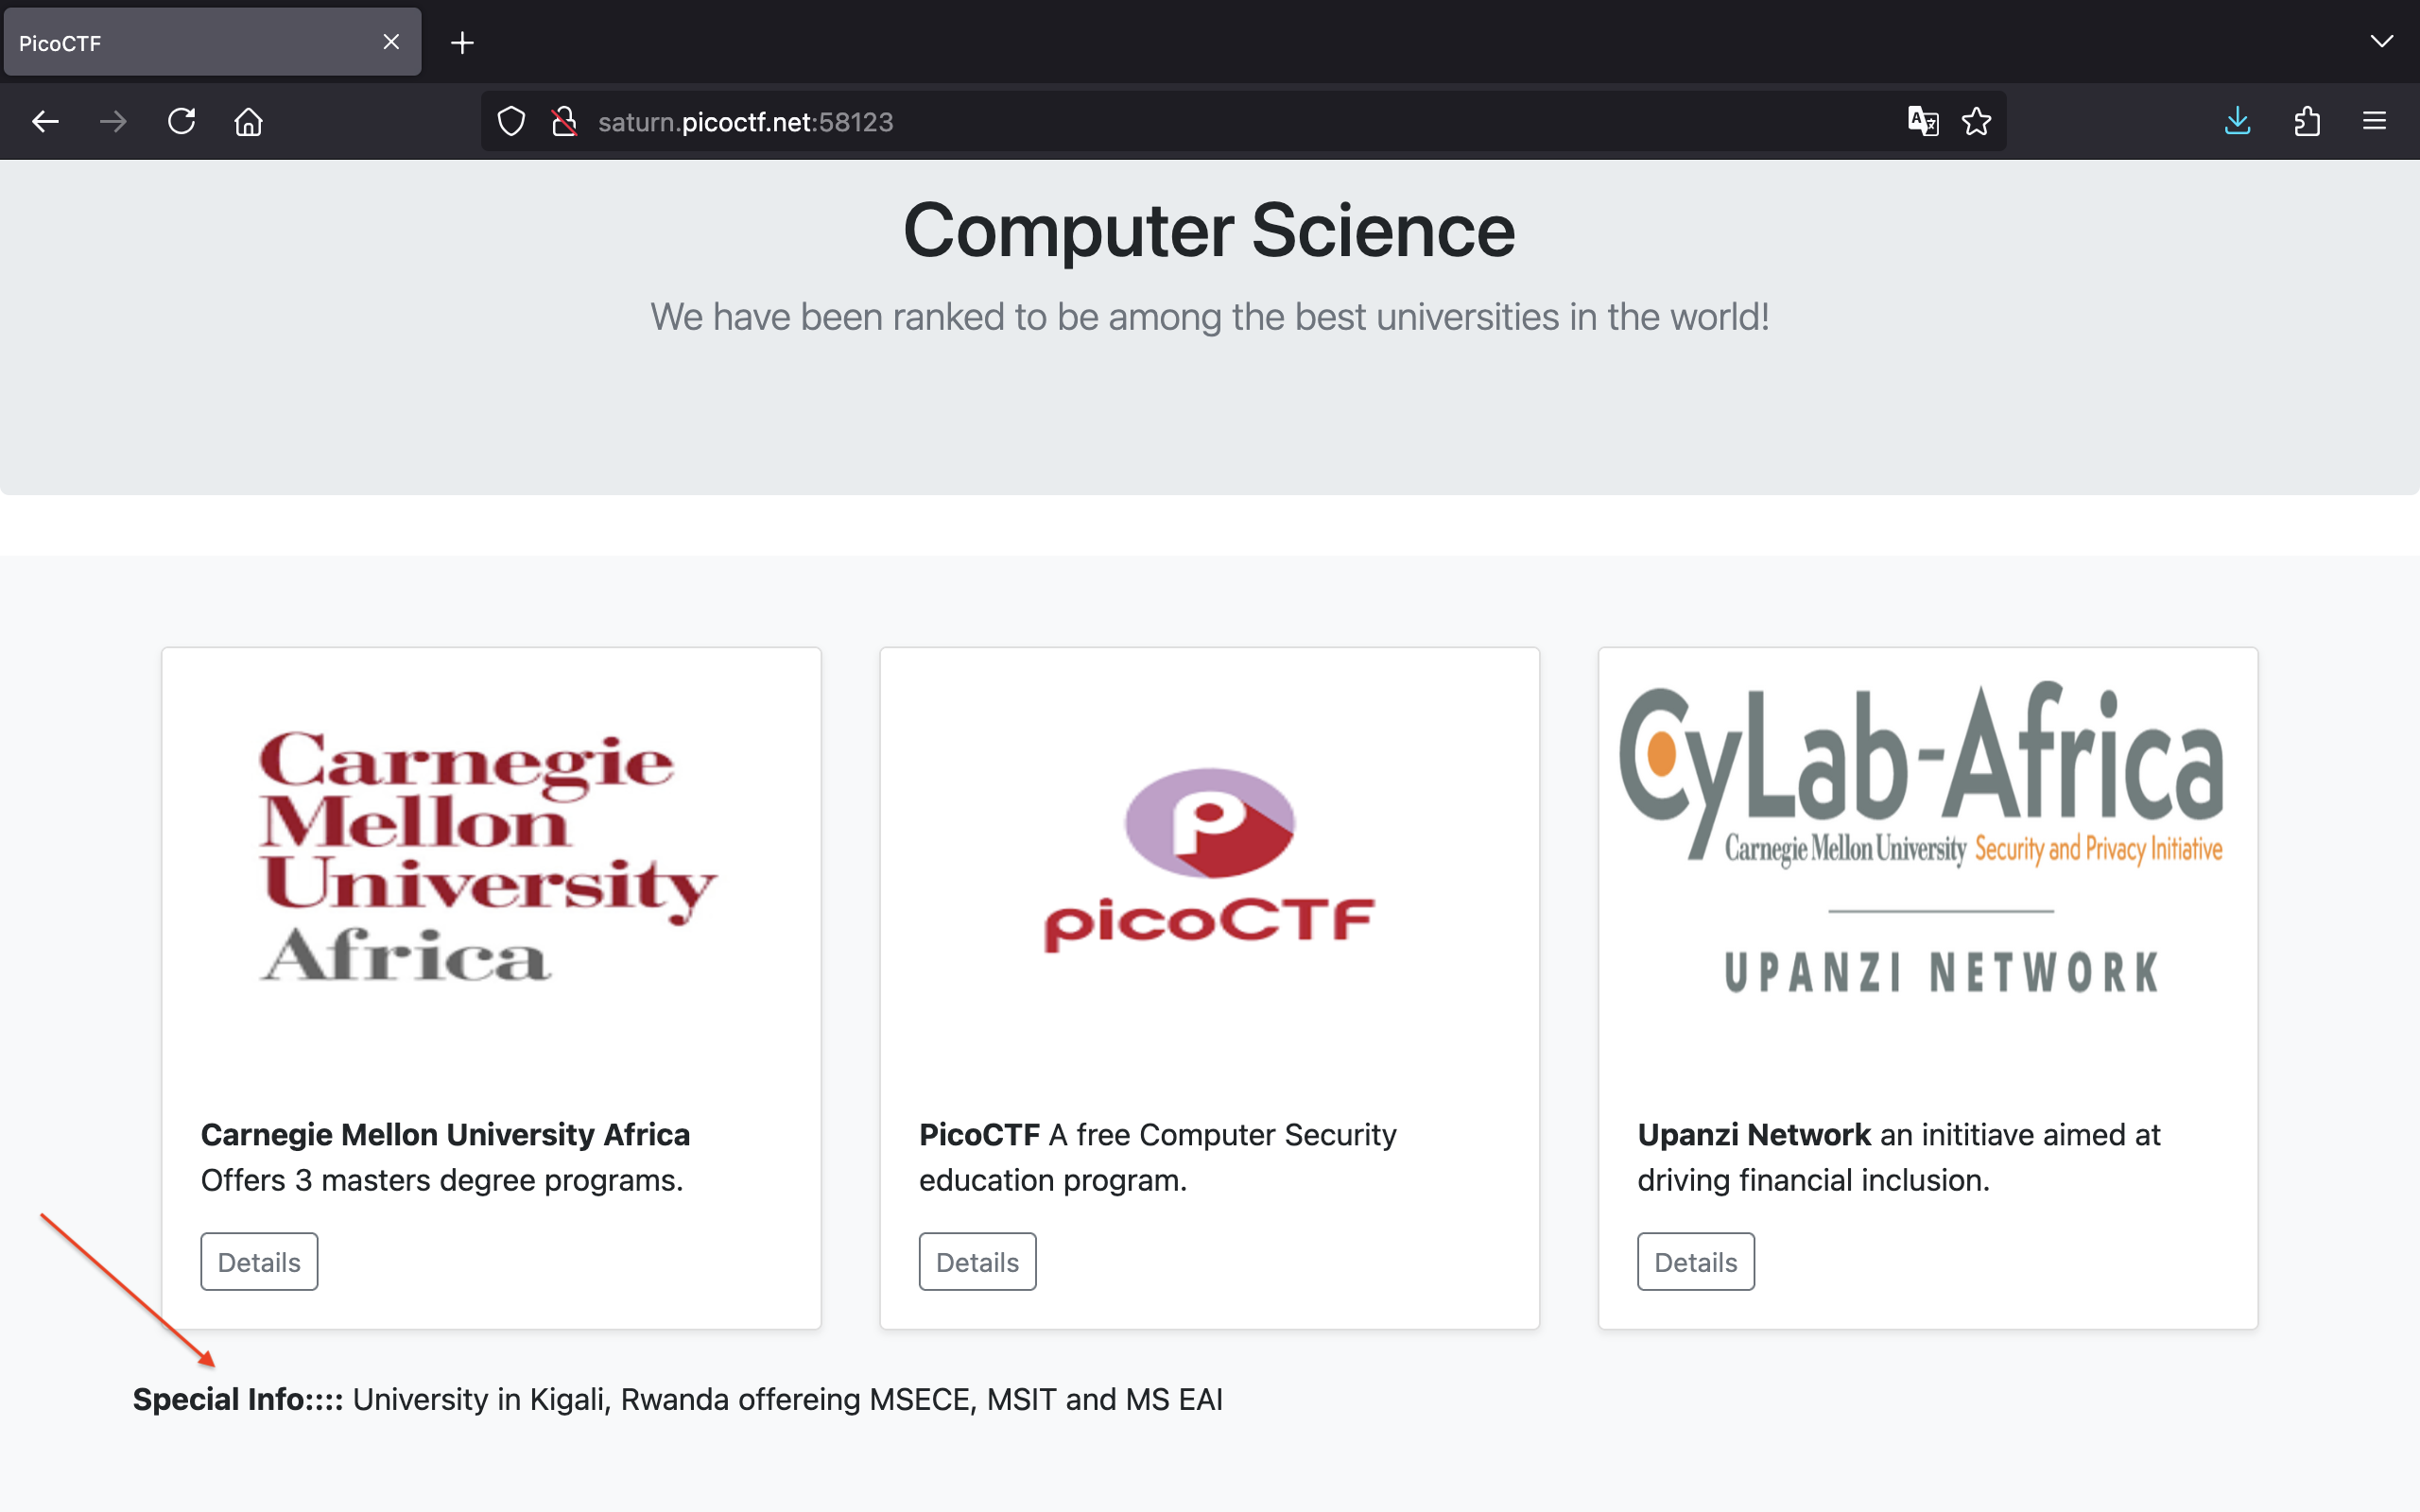 PicoCTF
saturn.picoctf.net:58123
Computer Science
We have been ranked to be among the best universities in the world!
Carnegie
Mellon
University
Africa
Carnegie Mellon University Africa
Offers 3 masters degree programs.
Details
picoCTF
PicoCTF A free Computer Security
education program.
Details
CyLab-Africa
Carnegie Mellon University Security and Privacy Initiative
UPANZI NETWORK
Upanzi Network an inititiave aimed at
driving financial inclusion.
Details
Special Info:::: University in Kigali, Rwanda offereing MSECE, MSIT and MS EAI